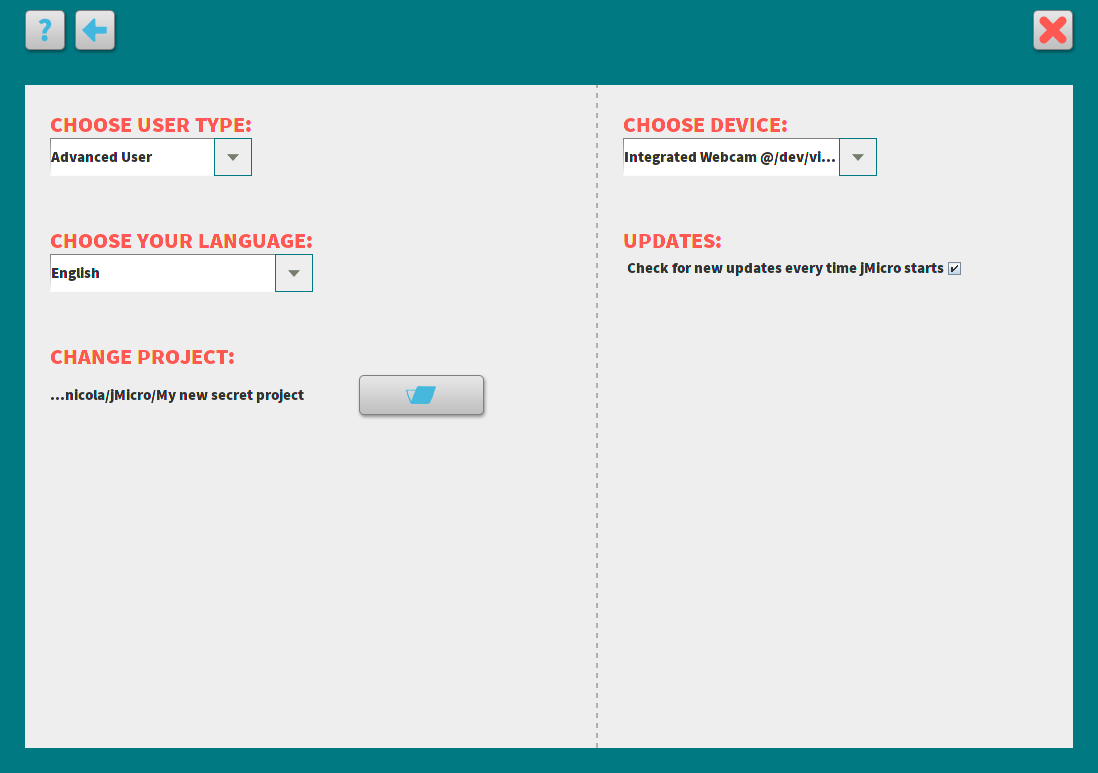 ?
CHOOSE USER TYPE:
Advanced User
CHOOSE YOUR LANGUAGE:
English
CHANGE PROJECT:
...nicola/jMicro/My new secret project
CHOOSE DEVICE:
Integrated Webcam @/dev/vi...
UPDATES:
Check for new updates every time jMicro starts